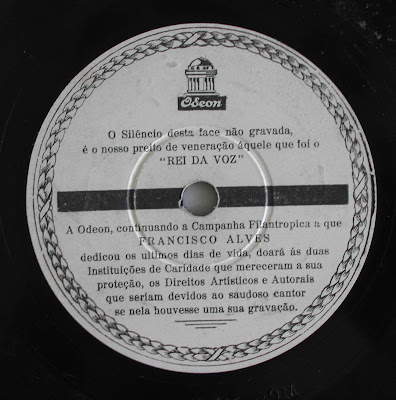 Odeon
O Silêncio desta face não gravada,
é o nosso preito de veneração àquele que foi o
"REI DA VOZ"
A Odeon, continuando a Campanha Filantropica a que
FRANCISCO ALVES
dedicou os ultimos dias de vida, doará ás duas
Instituições de Caridade que mereceram a sua
proteção, os Direitos Artisticos e Autorais
que seriam devidos ao saudoso cantor
se nela houvesse uma sua gravação.